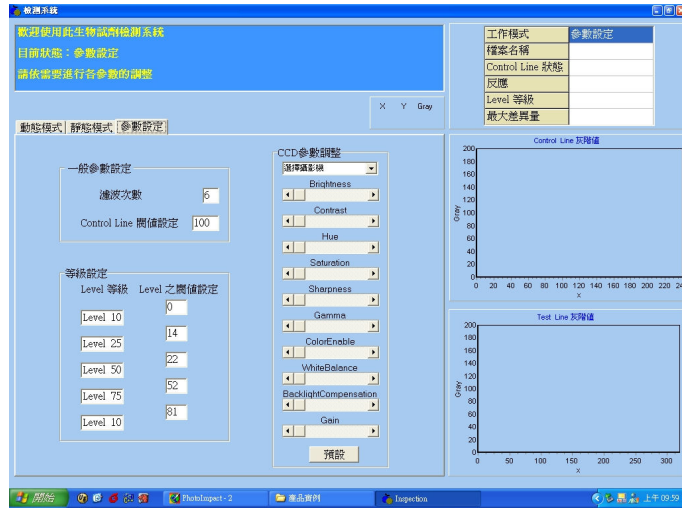 檢測系統
歡迎使用此生物試劑檢測系統
目前狀態：參數設定
請依需要進行各參數的調整
X Y Gray
工作模式 參數設定
檔案名稱
Control Line 狀態
反應
Level 等級
最大差異量
動態模式 靜態模式 參數設定
一般參數設定
濾波次數 6
Control Line 閥值設定 100
等級設定
Level 等級 Level 之閥值設定
Level 10 0
Level 25 14
Level 50 22
Level 75 52
Level 10 81
CCD參數調整
選擇攝影機
Brightness
Contrast
Hue
Saturation
Sharpness
Gamma
ColorEnable
WhiteBalance
BacklightCompensation
Gain
預設
Control Line 灰階值
Gray
200
180
160
140
120
100
80
60
40
20
0
0 20 40 60 80 100 120 140 160 180 200 220 24
X
Test Line 灰階值
Gray
200
180
160
140
120
100
80
60
40
20
0
0 50 100 150 200 250 300
X
開始 PhotoImpact - 2 產品實例 Inspection 上午 09:59